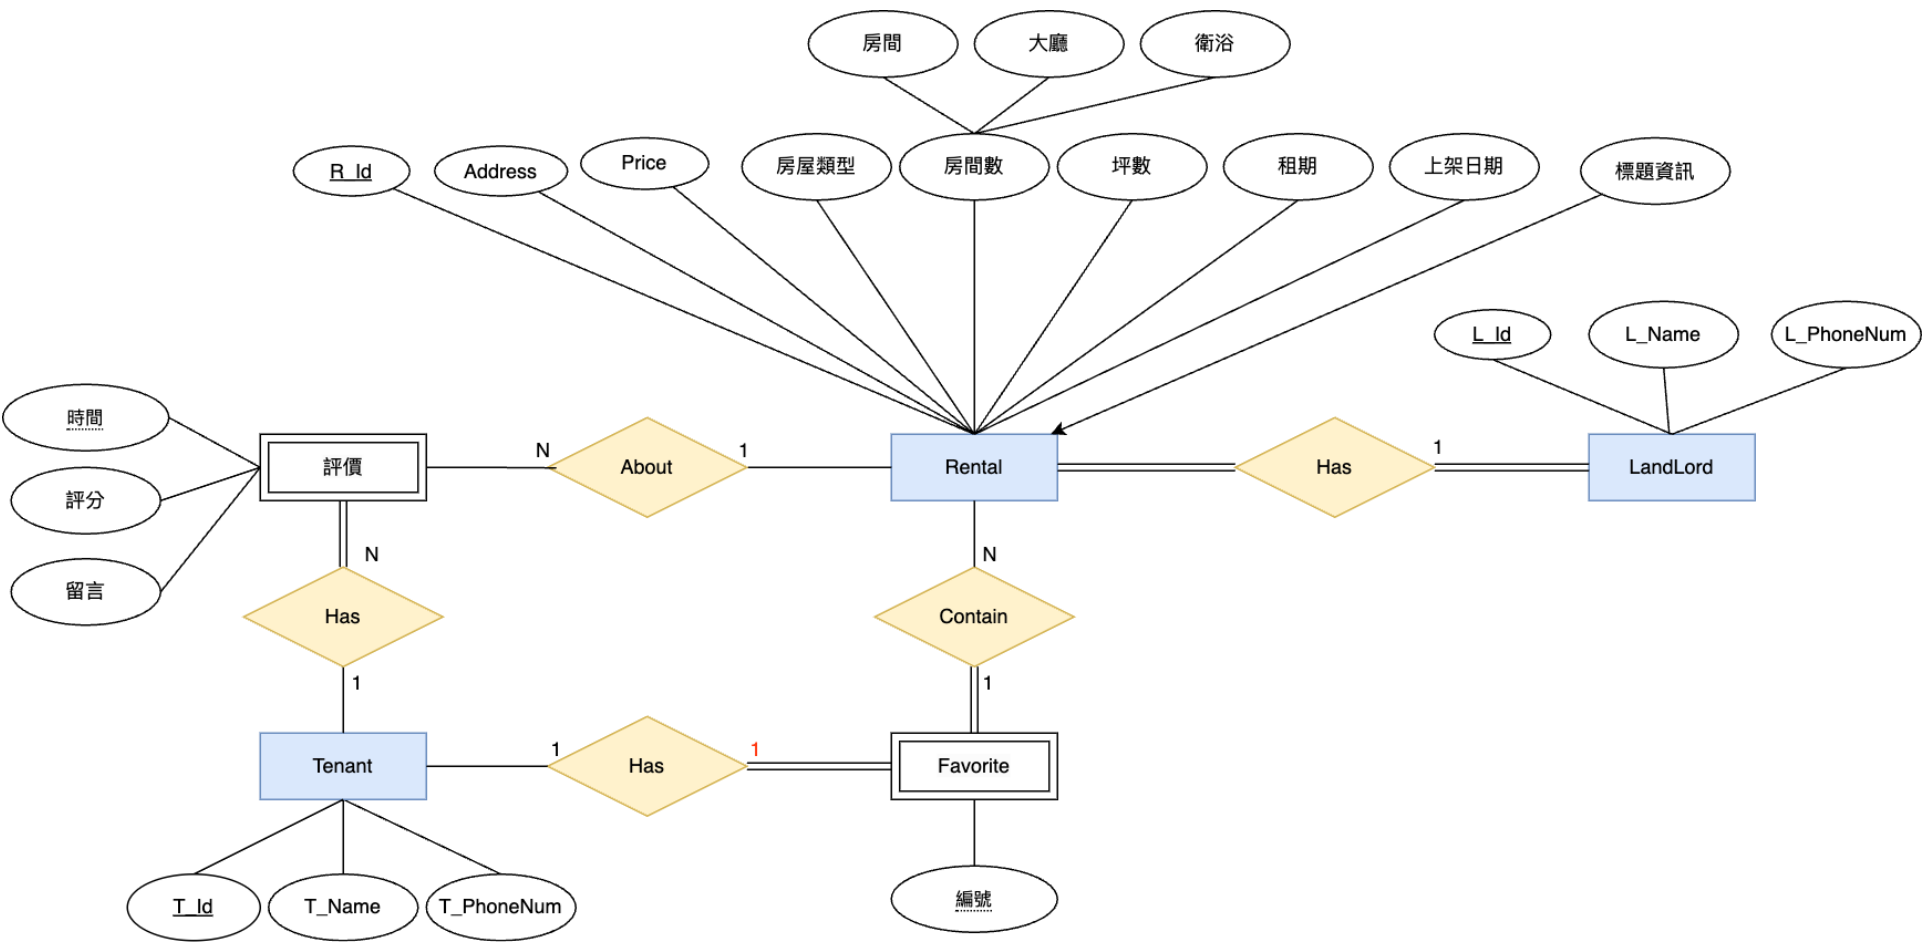 房間
大廳
衛浴
R_Id
Address
Price
房屋類型
房間數
坪數
租期
上架日期
標題資訊
L_Id
L_Name
L_PhoneNum
時間
評分
留言
評價
N
About
1
Rental
Has
1
LandLord
N
Has
1
N
Contain
1
Tenant
1
Has
1
Favorite
T_Id
T_Name
T_PhoneNum
編號